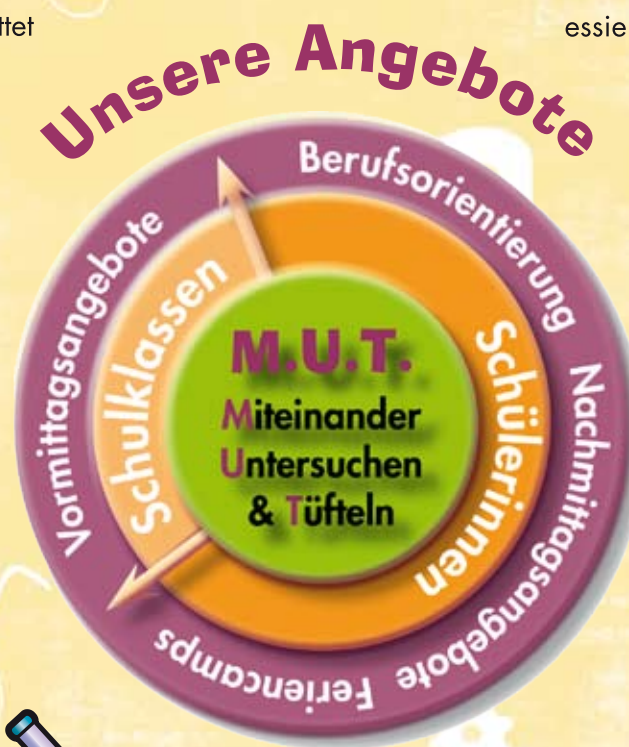 ttet
essie
Unsere Angebote
Berufsorientierung
Nachmittagsangebote
Feriencamps
Vormittagsangebote
Schulklassen
Schülerinnen
M.U.T.
Miteinander
Untersuchen
& Tüfteln